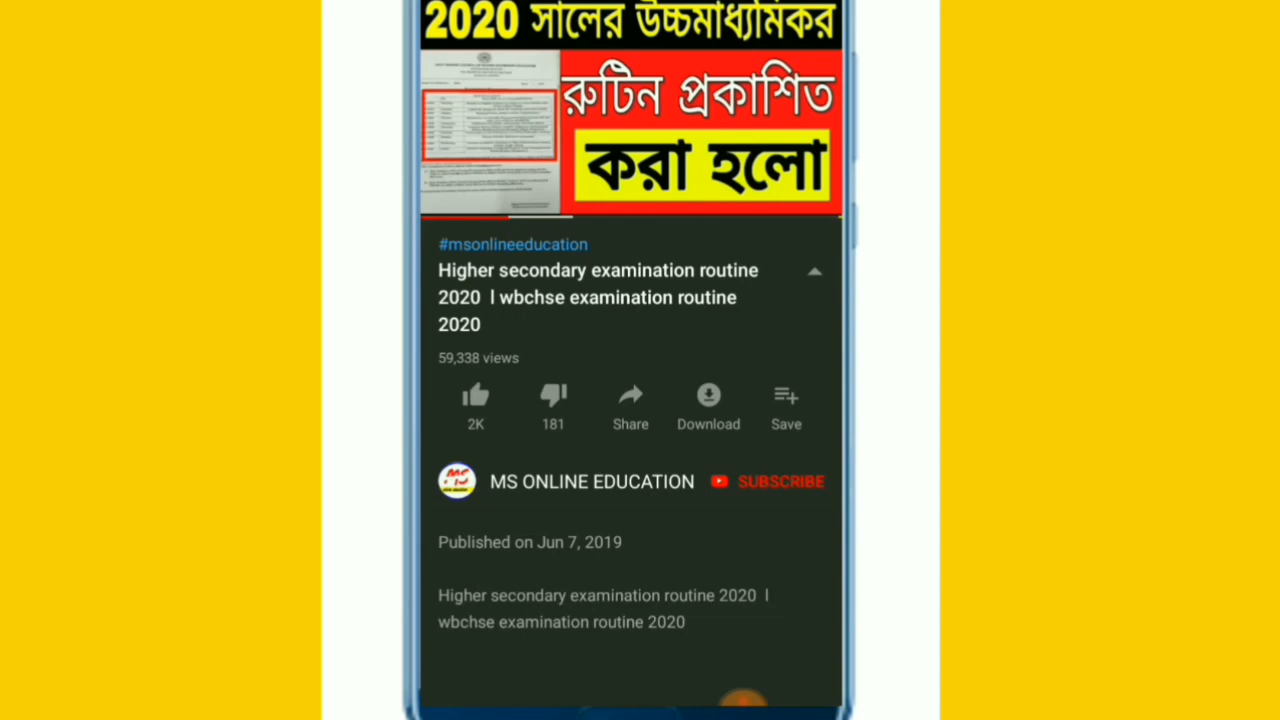 2020 সালের উচ্চমাধ্যমিকর
রুটিন প্রকাশিত
করা হলো
#msonlineeducation
Higher secondary examination routine
2020 l wbchse examination routine
2020
59,338 views
2K 181 Share Download Save
MS ONLINE EDUCATION SUBSCRIBE
Published on Jun 7, 2019
Higher secondary examination routine 2020 l
wbchse examination routine 2020